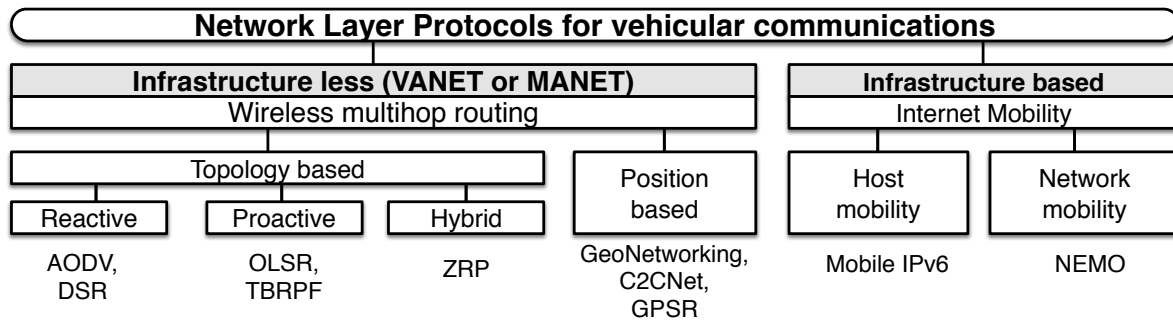 Network Layer Protocols for vehicular communications
Infrastructure less (VANET or MANET)
Wireless multihop routing
Infrastructure based
Internet Mobility
Topology based
Reactive
Proactive
Hybrid
Position
based
Host
mobility
Network
mobility
AODV,
DSR
OLSR,
TBRPF
ZRP
GeoNetworking,
C2CNet,
GPSR
Mobile IPv6
NEMO